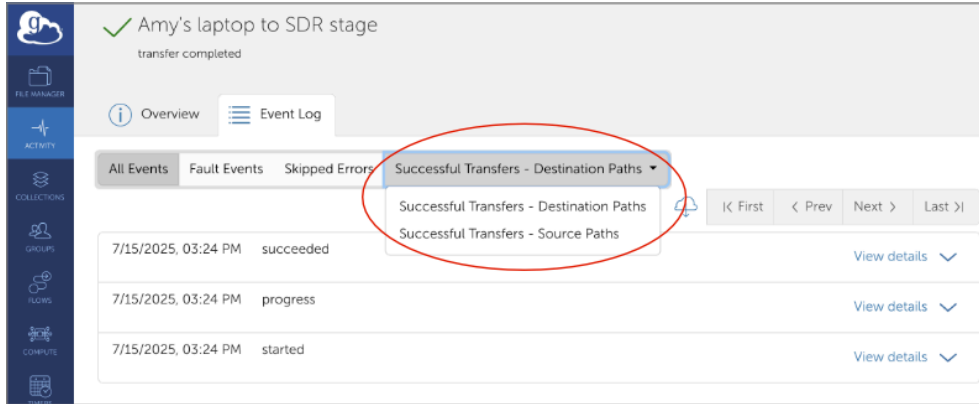 g
Amy's laptop to SDR stage
transfer completed
FILE MANAGER
ACTIVITY
COLLECTIONS
GROUPS
FLOWS
COMPUTE
TIMERS
Overview
Event Log
All Events Fault Events Skipped Errors Successful Transfers - Destination Paths
Successful Transfers - Destination Paths
Successful Transfers - Source Paths
|< First < Prev Next > Last >|
7/15/2025, 03:24 PM succeeded View details
7/15/2025, 03:24 PM progress View details
7/15/2025, 03:24 PM started View details